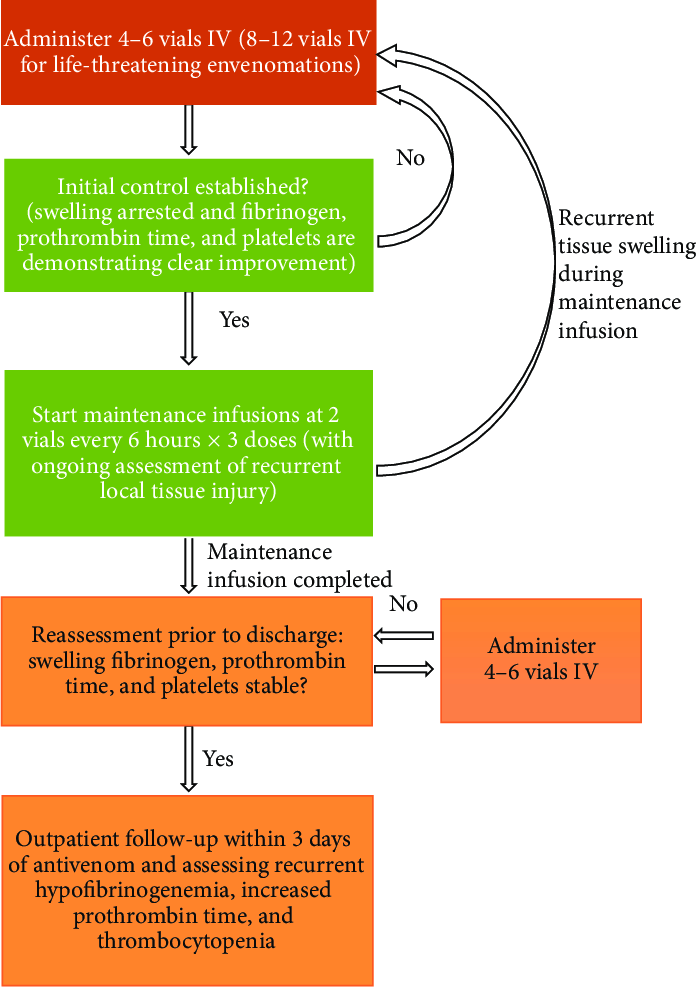 Administer 4–6 vials IV (8–12 vials IV
for life-threatening envenomations)
No
Initial control established?
(swelling arrested and fibrinogen,
prothrombin time, and platelets are
demonstrating clear improvement)
Recurrent
tissue swelling
during
maintenance
infusion
Yes
Start maintenance infusions at 2
vials every 6 hours × 3 doses (with
ongoing assessment of recurrent
local tissue injury)
Maintenance
infusion completed
No
Reassessment prior to discharge:
swelling fibrinogen, prothrombin
time, and platelets stable?
Administer
4–6 vials IV
Yes
Outpatient follow-up within 3 days
of antivenom and assessing recurrent
hypofibrinogenemia, increased
prothrombin time, and
thrombocytopenia